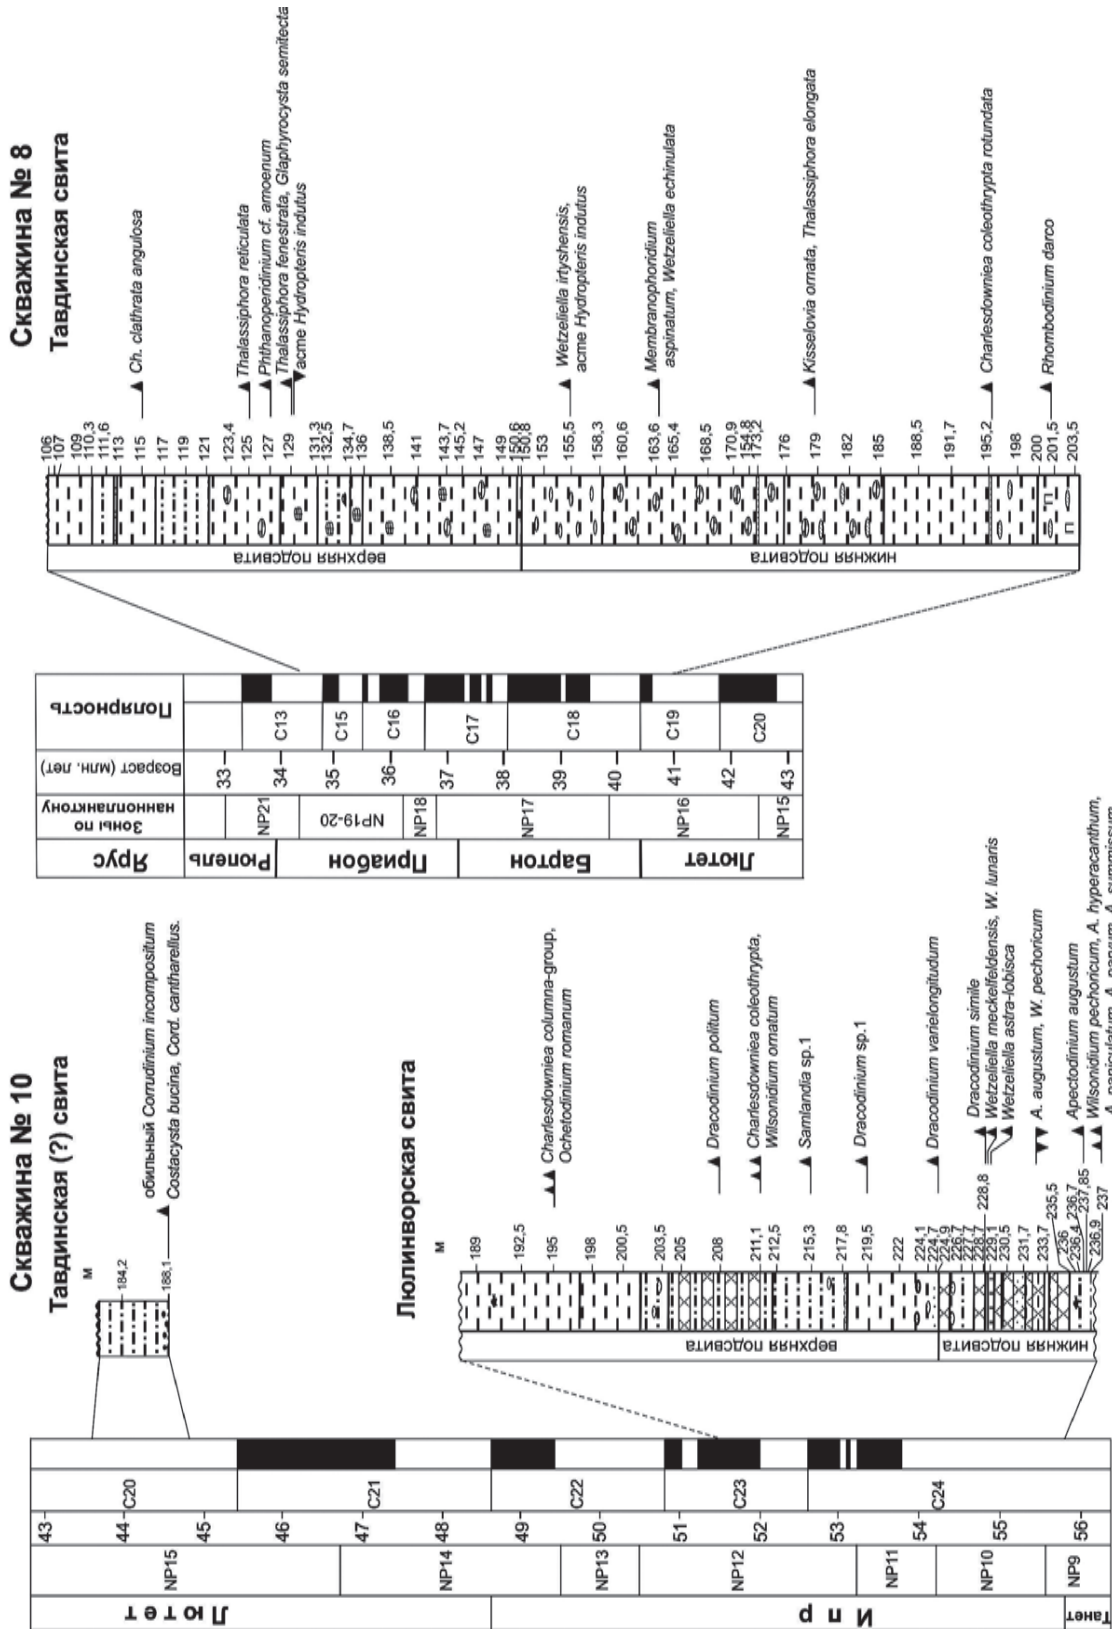 Скважина № 8
Тавдинская свита
106
107
109
110,3
111,6
113
115
117
119
121
123,4
125
127
129
131,3
132,5
134,7
136
138,5
141
143,7
145,2
147
149
150,6
150,8
153
155,5
158,3
160,6
163,6
165,4
168,5
170,9
154,8
173,2
176
179
182
185
188,5
191,7
195,2
198
200
201,5
203,5
Ch. clathrata angulosa
Thalassiphora reticulata
Phthanoperidinium cf. amoenum
Thalassiphora fenestrata, Glaphyrocysta semitecta
acme Hydropteris indutus
Wetzeliella irtyshensis,
acme Hydropteris indutus
Membranophoridium
aspinatum, Wetzeliella echinulata
Kisselovia ornata, Thalassiphora elongata
Charlesdowniea coleothrypta rotundata
Rhombodinium darco
верхняя подсвита
нижняя подсвита
П
П
Ярус
Зоны по
наннопланктону
Возраст (млн. лет)
Полярность
Рюпель
Приабон
Бартон
Лютет
NP21
NP19-20
NP18
NP17
NP16
NP15
33
34
35
36
37
38
39
40
41
42
43
C13
C15
C16
C17
C18
C19
C20
Скважина № 10
Тавдинская (?) свита
м
184,2
188,1
обильный Corrudinium incompositum
Costacysta bucina, Cord. cantharellus.
Люлинворская свита
м
189
192,5
195
198
200,5
203,5
205
208
211,1
212,5
215,3
217,8
219,5
222
224,1
224,7
224,9
226,7
227,7
228,7
228,8
229,1
230,5
231,7
233,7
235,5
236
236,4
236,7
237,85
236,9
237
Charlesdowniea columna-group,
Ochetodinium romanum
Dracodinium politum
Charlesdowniea coleothrypta,
Wilsonidium ornatum
Samlandia sp.1
Dracodinium sp.1
Dracodinium varielongitudum
Dracodinium simile
Wetzeliella meckelfeldensis, W. lunaris
Wetzeliella astra-lobisca
A. augustum, W. pechoricum
Apectodinium augustum
Wilsonidium pechoricum, A. hyperacanthum,
A. paniculatum, A. parvum, A. summissum
верхняя подсвита
нижняя подсвита
C20
C21
C22
C23
C24
43
44
45
46
47
48
49
50
51
52
53
54
55
56
NP15
NP14
NP13
NP12
NP11
NP10
NP9
Лютет
Ипр
Танет